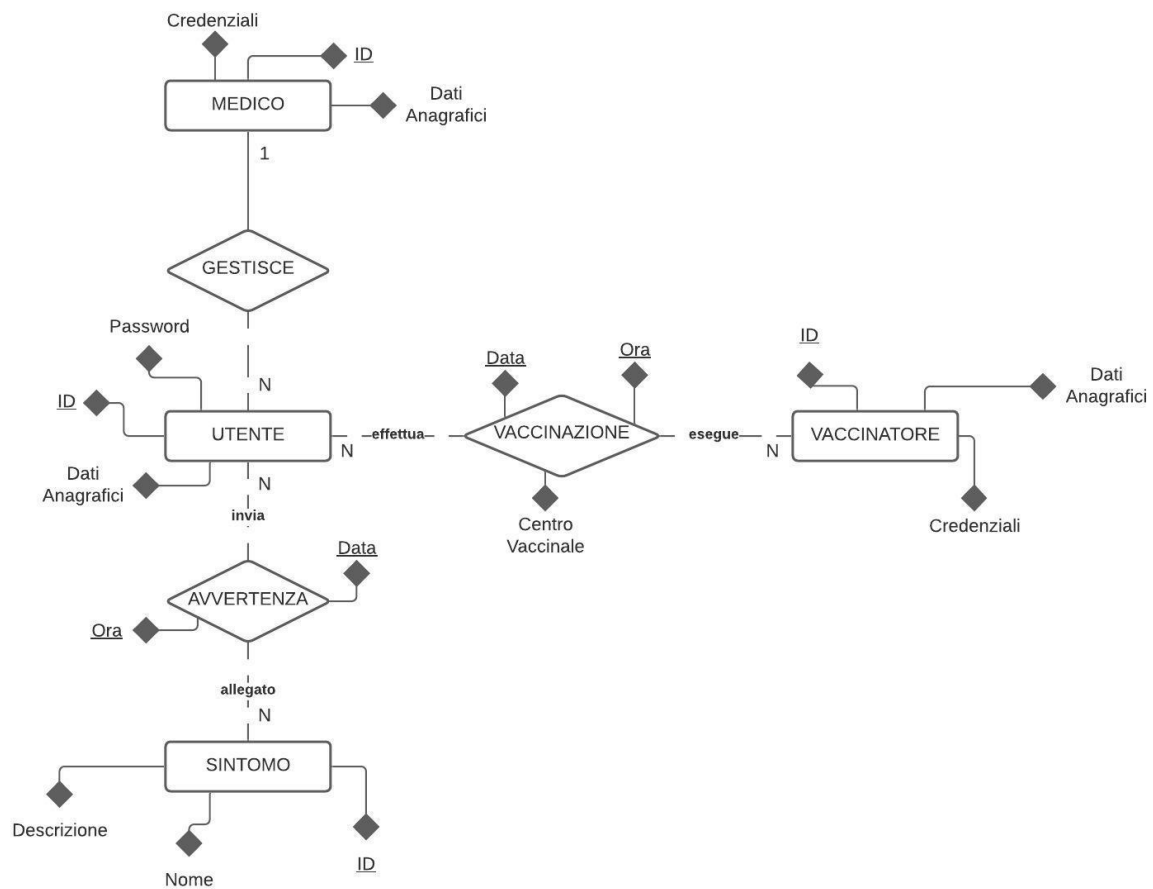 Credenziali
ID
MEDICO
Dati
Anagrafici
1
GESTISCE
Password
N
ID
UTENTE
Dati
Anagrafici
N
effettua
Data
Ora
VACCINAZIONE
Centro
Vaccinale
esegue
N
ID
VACCINATORE
Dati
Anagrafici
Credenziali
N
invia
Data
AVVERTENZA
Ora
allegato
N
SINTOMO
Descrizione
Nome
ID